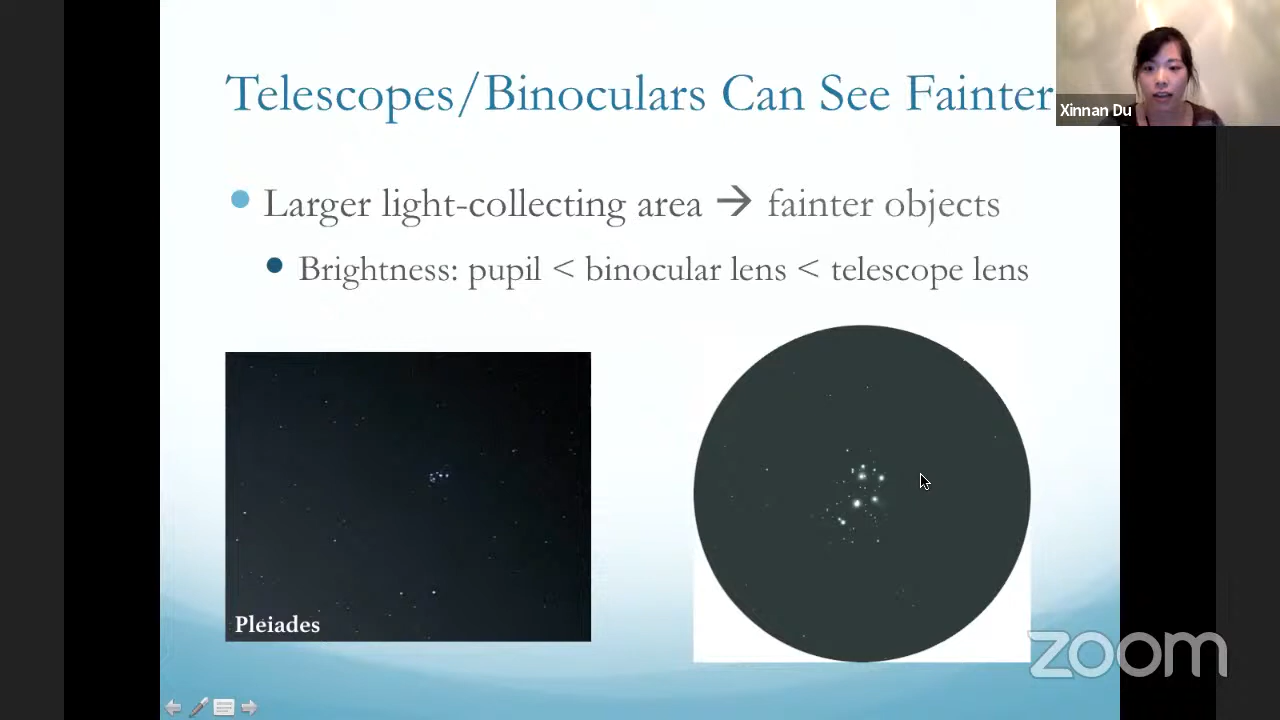 Telescopes/Binoculars Can See Fainter
Xinnan Du
Larger light-collecting area → fainter objects
Brightness: pupil < binocular lens < telescope lens
Pleiades
zoom